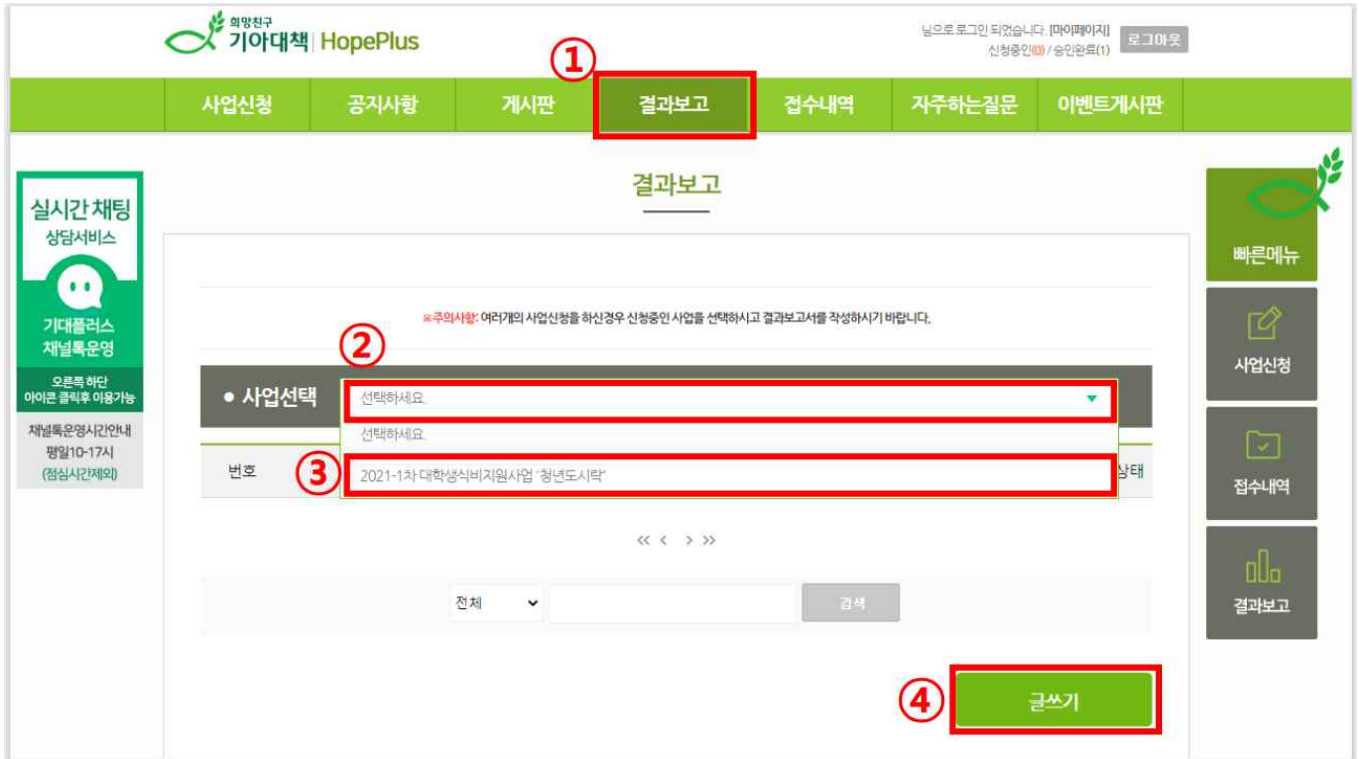 희망친구
기아대책 HopePlus
님으로 로그인 되었습니다. [마이페이지]
신청중인(0) / 승인완료(1)
로그아웃
①
사업신청 공지사항 게시판 결과보고 접수내역 자주하는질문 이벤트게시판
결과보고
실시간 채팅
상담서비스
기대플러스
채널톡운영
오른쪽 하단
아이콘 클릭후 이용가능
채널톡운영시간안내
평일10-17시
(점심시간제외)
※주의사항: 여러개의 사업신청을 하신경우 신청중인 사업을 선택하시고 결과보고서를 작성하시기 바랍니다.
②
● 사업선택 선택하세요.
선택하세요.
번호 ③ 2021-1차 대학생식비지원사업 '청년도시락' 상태
« < > »
전체 검색
④ 글쓰기
빠른메뉴
사업신청
접수내역
결과보고